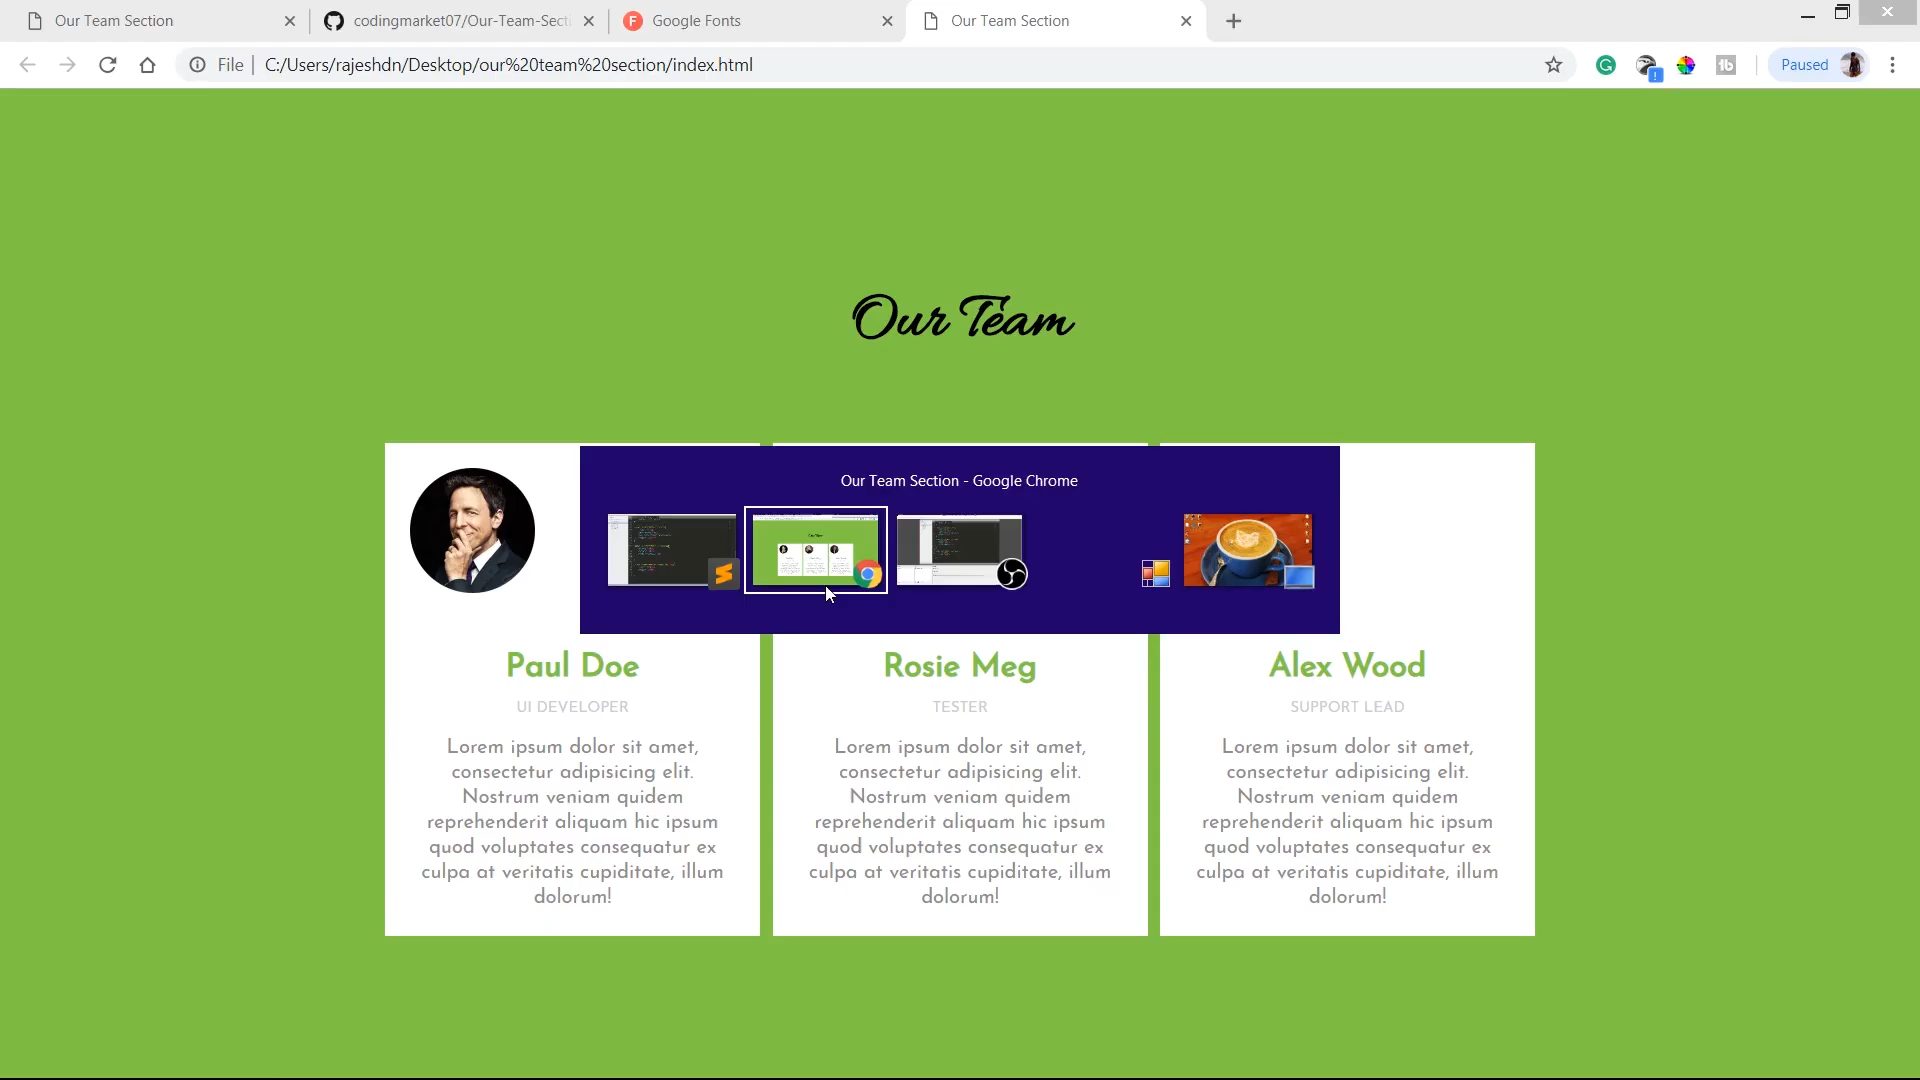 Our Team Section
codingmarket07/Our-Team-Secti
Google Fonts
Our Team Section
File
C:/Users/rajeshdn/Desktop/our%20team%20section/index.html
Paused
Our Team
Our Team Section - Google Chrome
Paul Doe
UI DEVELOPER
Lorem ipsum dolor sit amet,
consectetur adipisicing elit.
Nostrum veniam quidem
reprehenderit aliquam hic ipsum
quod voluptates consequatur ex
culpa at veritatis cupiditate, illum
dolorum!
Rosie Meg
TESTER
Lorem ipsum dolor sit amet,
consectetur adipisicing elit.
Nostrum veniam quidem
reprehenderit aliquam hic ipsum
quod voluptates consequatur ex
culpa at veritatis cupiditate, illum
dolorum!
Alex Wood
SUPPORT LEAD
Lorem ipsum dolor sit amet,
consectetur adipisicing elit.
Nostrum veniam quidem
reprehenderit aliquam hic ipsum
quod voluptates consequatur ex
culpa at veritatis cupiditate, illum
dolorum!